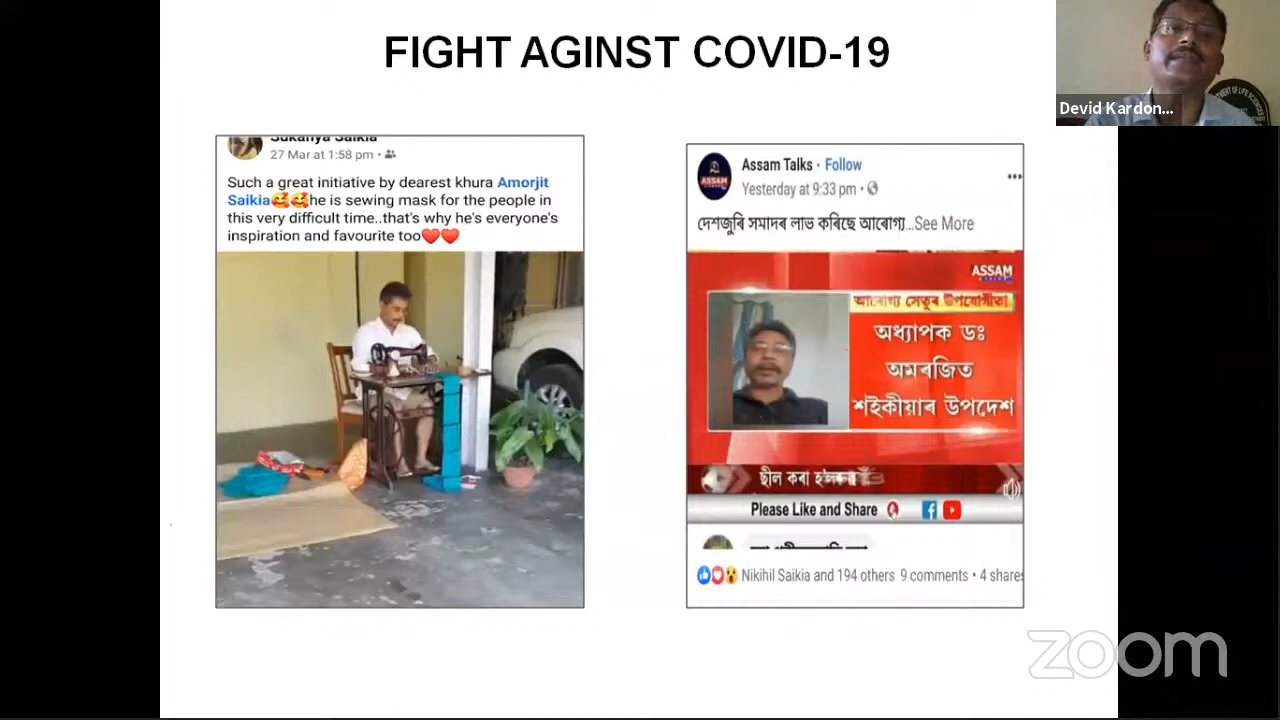 FIGHT AGINST COVID-19
Devid Kardon...
Sukanya Saikia
27 Mar at 1:58 pm •
Such a great initiative by dearest khura Amorjit
Saikia🥰🥰he is sewing mask for the people in
this very difficult time..that's why he's everyone's
inspiration and favourite too❤️❤️
Assam Talks · Follow
Yesterday at 9:33 pm •
দেশজুৰি সমাদৰ লাভ কৰিছে আৰোগ্য...See More
ASSAM
ASSAM
আৰোগ্য সেতুৰ উপযোগীতা
অধ্যাপক ডঃ
অমৰজিত
শইকীয়াৰ উপদেশ
ছীল কৰা
Please Like and Share
Nikihil Saikia and 194 others 9 comments • 4 shares
zoom